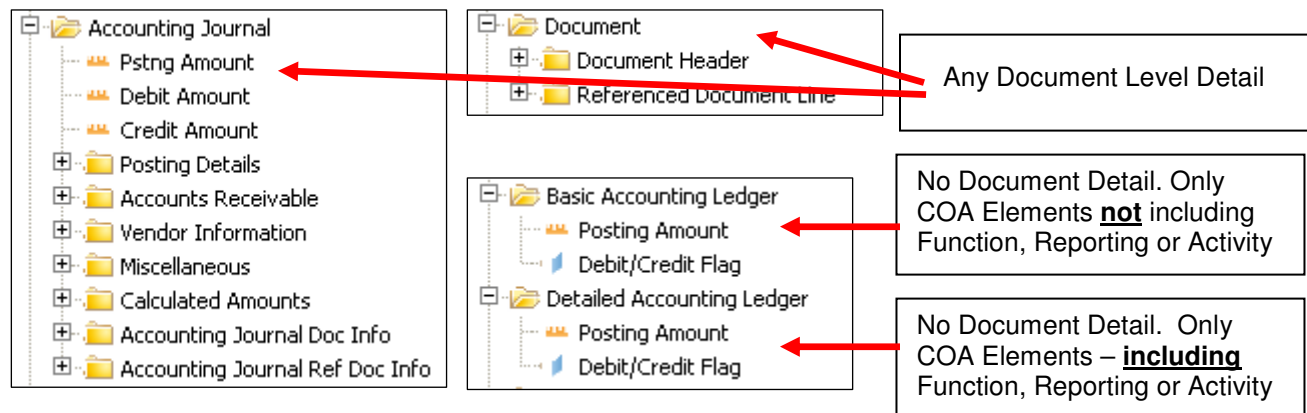 Accounting Journal
Pstng Amount
Debit Amount
Credit Amount
Posting Details
Accounts Receivable
Vendor Information
Miscellaneous
Calculated Amounts
Accounting Journal Doc Info
Accounting Journal Ref Doc Info
Document
Document Header
Referenced Document Line
Any Document Level Detail
Basic Accounting Ledger
Posting Amount
Debit/Credit Flag
Detailed Accounting Ledger
Posting Amount
Debit/Credit Flag
No Document Detail. Only
COA Elements not including
Function, Reporting or Activity
No Document Detail. Only
COA Elements – including
Function, Reporting or Activity